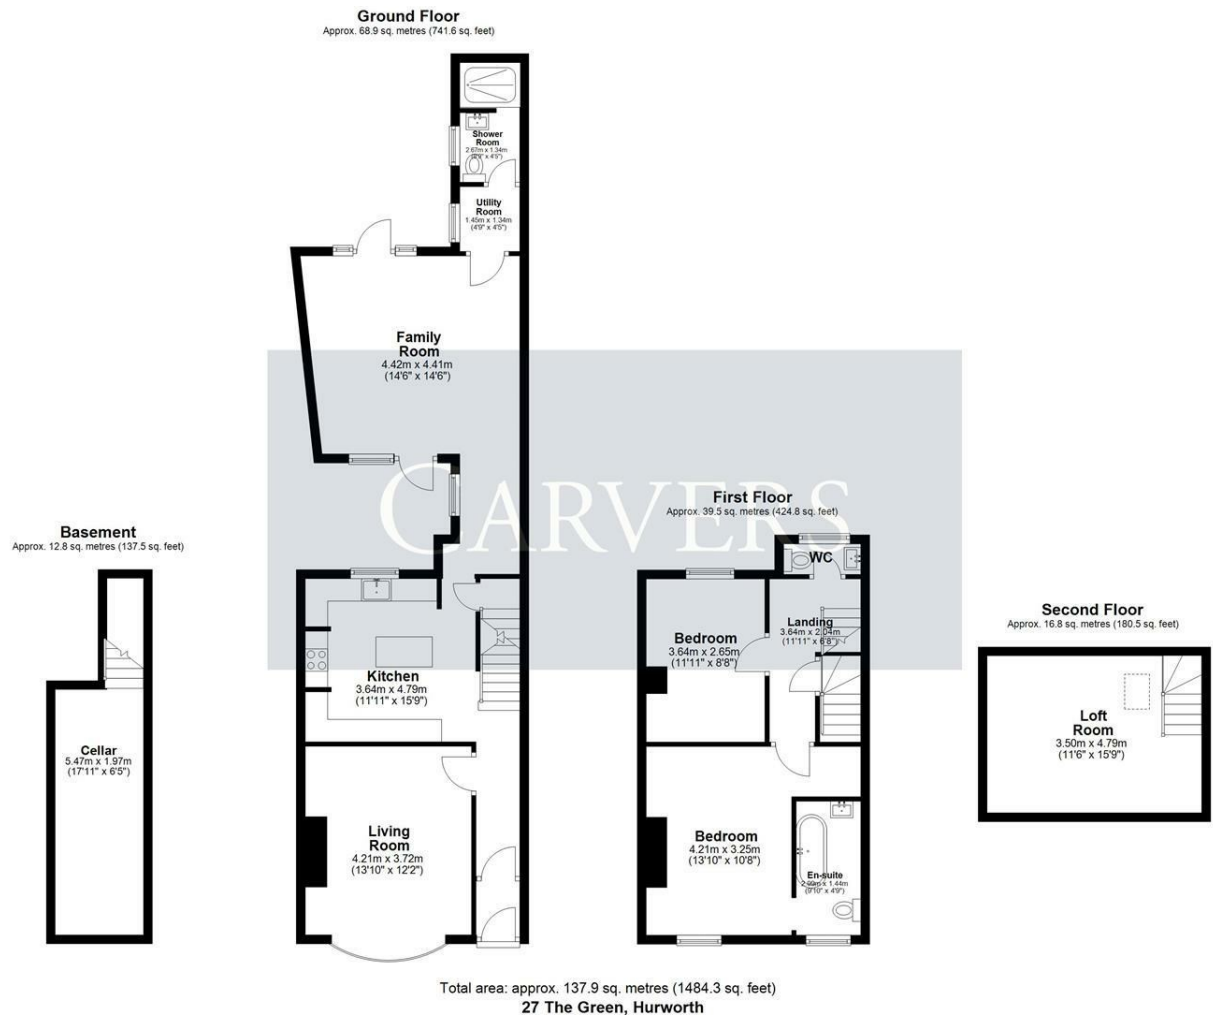 Ground Floor
Approx. 68.9 sq. metres (741.6 sq. feet)
Shower
Room
2.67m x 1.34m
(8'9" x 4'5")
Utility
Room
1.45m x 1.34m
(4'9" x 4'5")
Family
Room
4.42m x 4.41m
(14'6" x 14'6")
CARVERS
Kitchen
3.64m x 4.79m
(11'11" x 15'9")
Living
Room
4.21m x 3.72m
(13'10" x 12'2")
Basement
Approx. 12.8 sq. metres (137.5 sq. feet)
Cellar
5.47m x 1.97m
(17'11" x 6'5")
First Floor
Approx. 39.5 sq. metres (424.8 sq. feet)
WC
Landing
3.64m x 2.04m
(11'11" x 6'8")
Bedroom
3.64m x 2.65m
(11'11" x 8'8")
Bedroom
4.21m x 3.25m
(13'10" x 10'8")
En-suite
x 1.44m
(9'10" x 4'9")
Second Floor
Approx. 16.8 sq. metres (180.5 sq. feet)
Loft
Room
3.50m x 4.79m
(11'6" x 15'9")
Total area: approx. 137.9 sq. metres (1484.3 sq. feet)
27 The Green, Hurworth